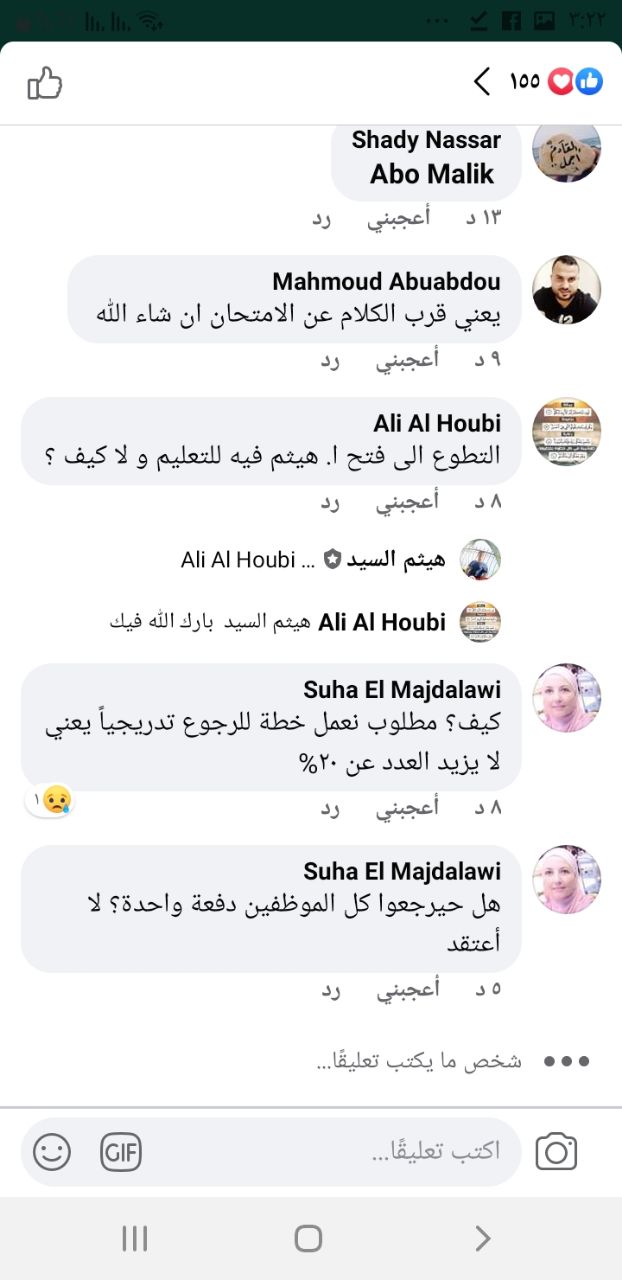 ٣:٢٢
١٥٥
Shady Nassar
Abo Malik
١٣ د أعجبني رد
Mahmoud Abuabdou
يعني قرب الكلام عن الامتحان ان شاء الله
٩ د أعجبني رد
Ali Al Houbi
التطوع الى فتح ا. هيثم فيه للتعليم و لا كيف ؟
٨ د أعجبني رد
هيثم السيد Ali Al Houbi ...
Ali Al Houbi هيثم السيد بارك الله فيك
Suha El Majdalawi
كيف؟ مطلوب نعمل خطة للرجوع تدريجياً يعني
لا يزيد العدد عن ٢٠%
١
٨ د أعجبني رد
Suha El Majdalawi
هل حيرجعوا كل الموظفين دفعة واحدة؟ لا
أعتقد
٥ د أعجبني رد
شخص ما يكتب تعليقًا...
اكتب تعليقًا...
GIF